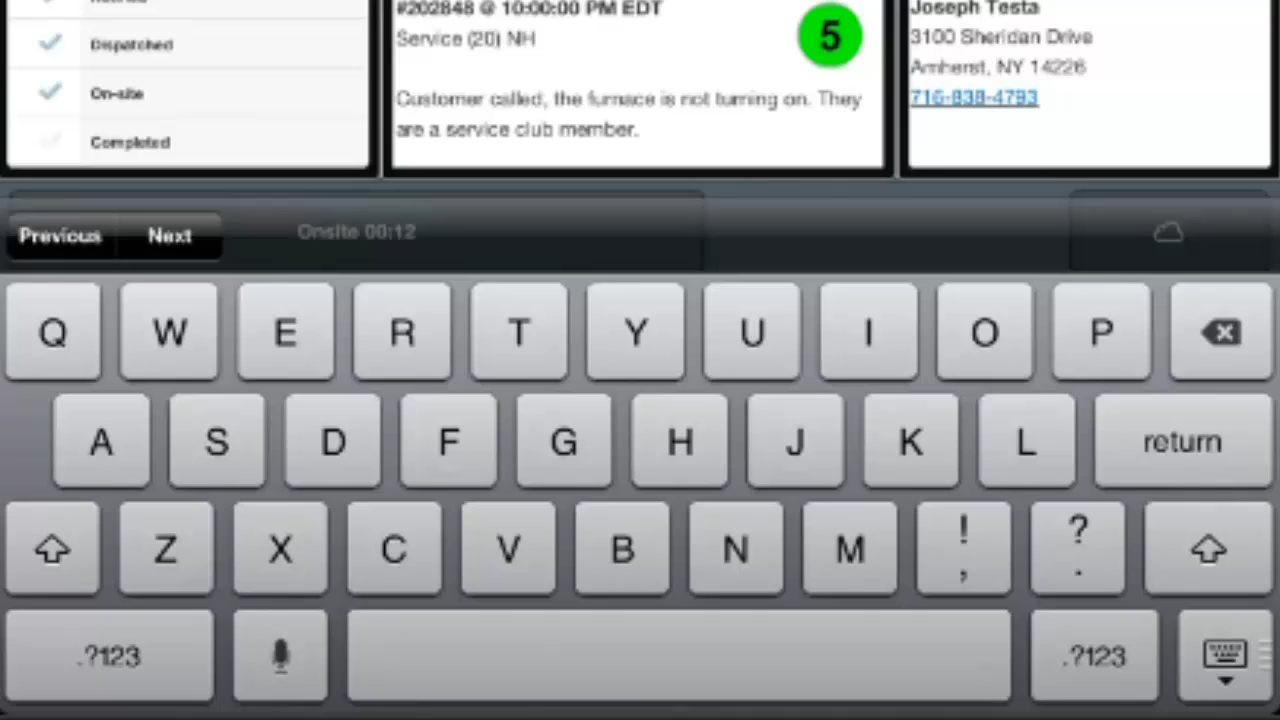 Dispatched
On-site
Completed
#202848 @ 10:00:00 PM EDT
Service (20) NH
5
Customer called, the furnace is not turning on. They
are a service club member.
Joseph Testa
3100 Sheridan Drive
Amherst, NY 14226
716-838-4793
Previous Next Onsite 00:12
Q W E R T Y U I O P
A S D F G H J K L return
Z X C V B N M ! , ? .
.?123 .?123